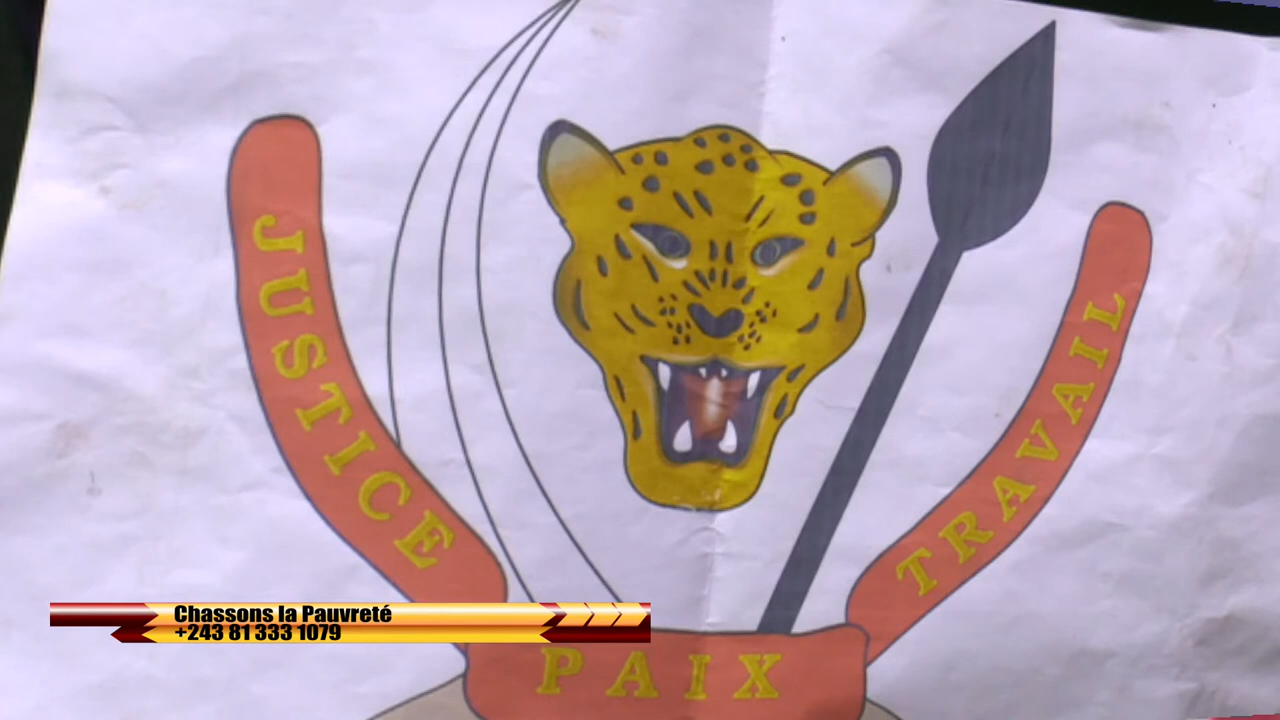 JUSTICE
TRAVAIL
PAIX
Chassons la Pauvreté
+243 81 333 1079